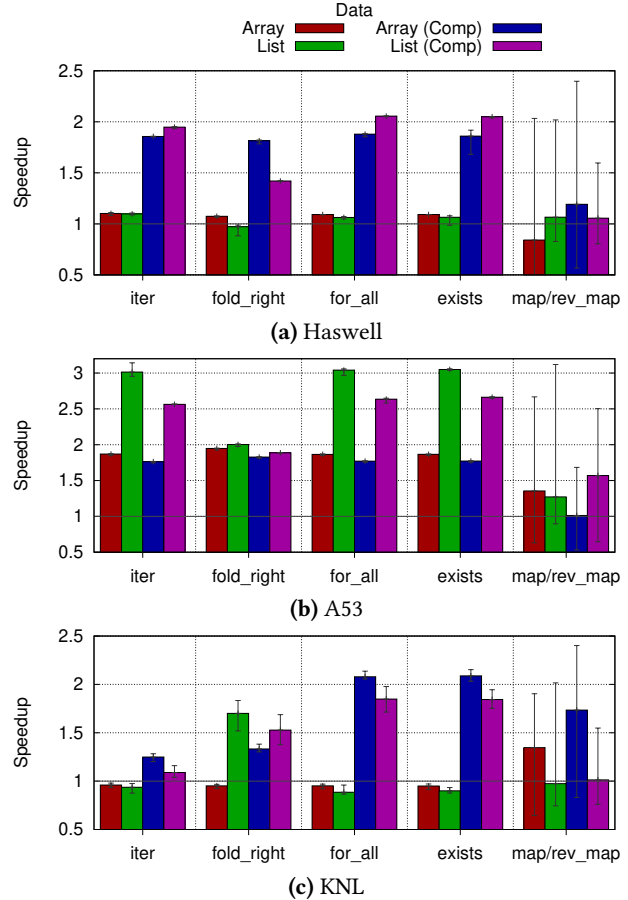 Data
Array Array (Comp)
List List (Comp)
2.5
2
1.5
1
0.5
Speedup
iter fold_right for_all exists map/rev_map
(a) Haswell
3
2.5
2
1.5
1
0.5
Speedup
iter fold_right for_all exists map/rev_map
(b) A53
2.5
2
1.5
1
0.5
Speedup
iter fold_right for_all exists map/rev_map
(c) KNL